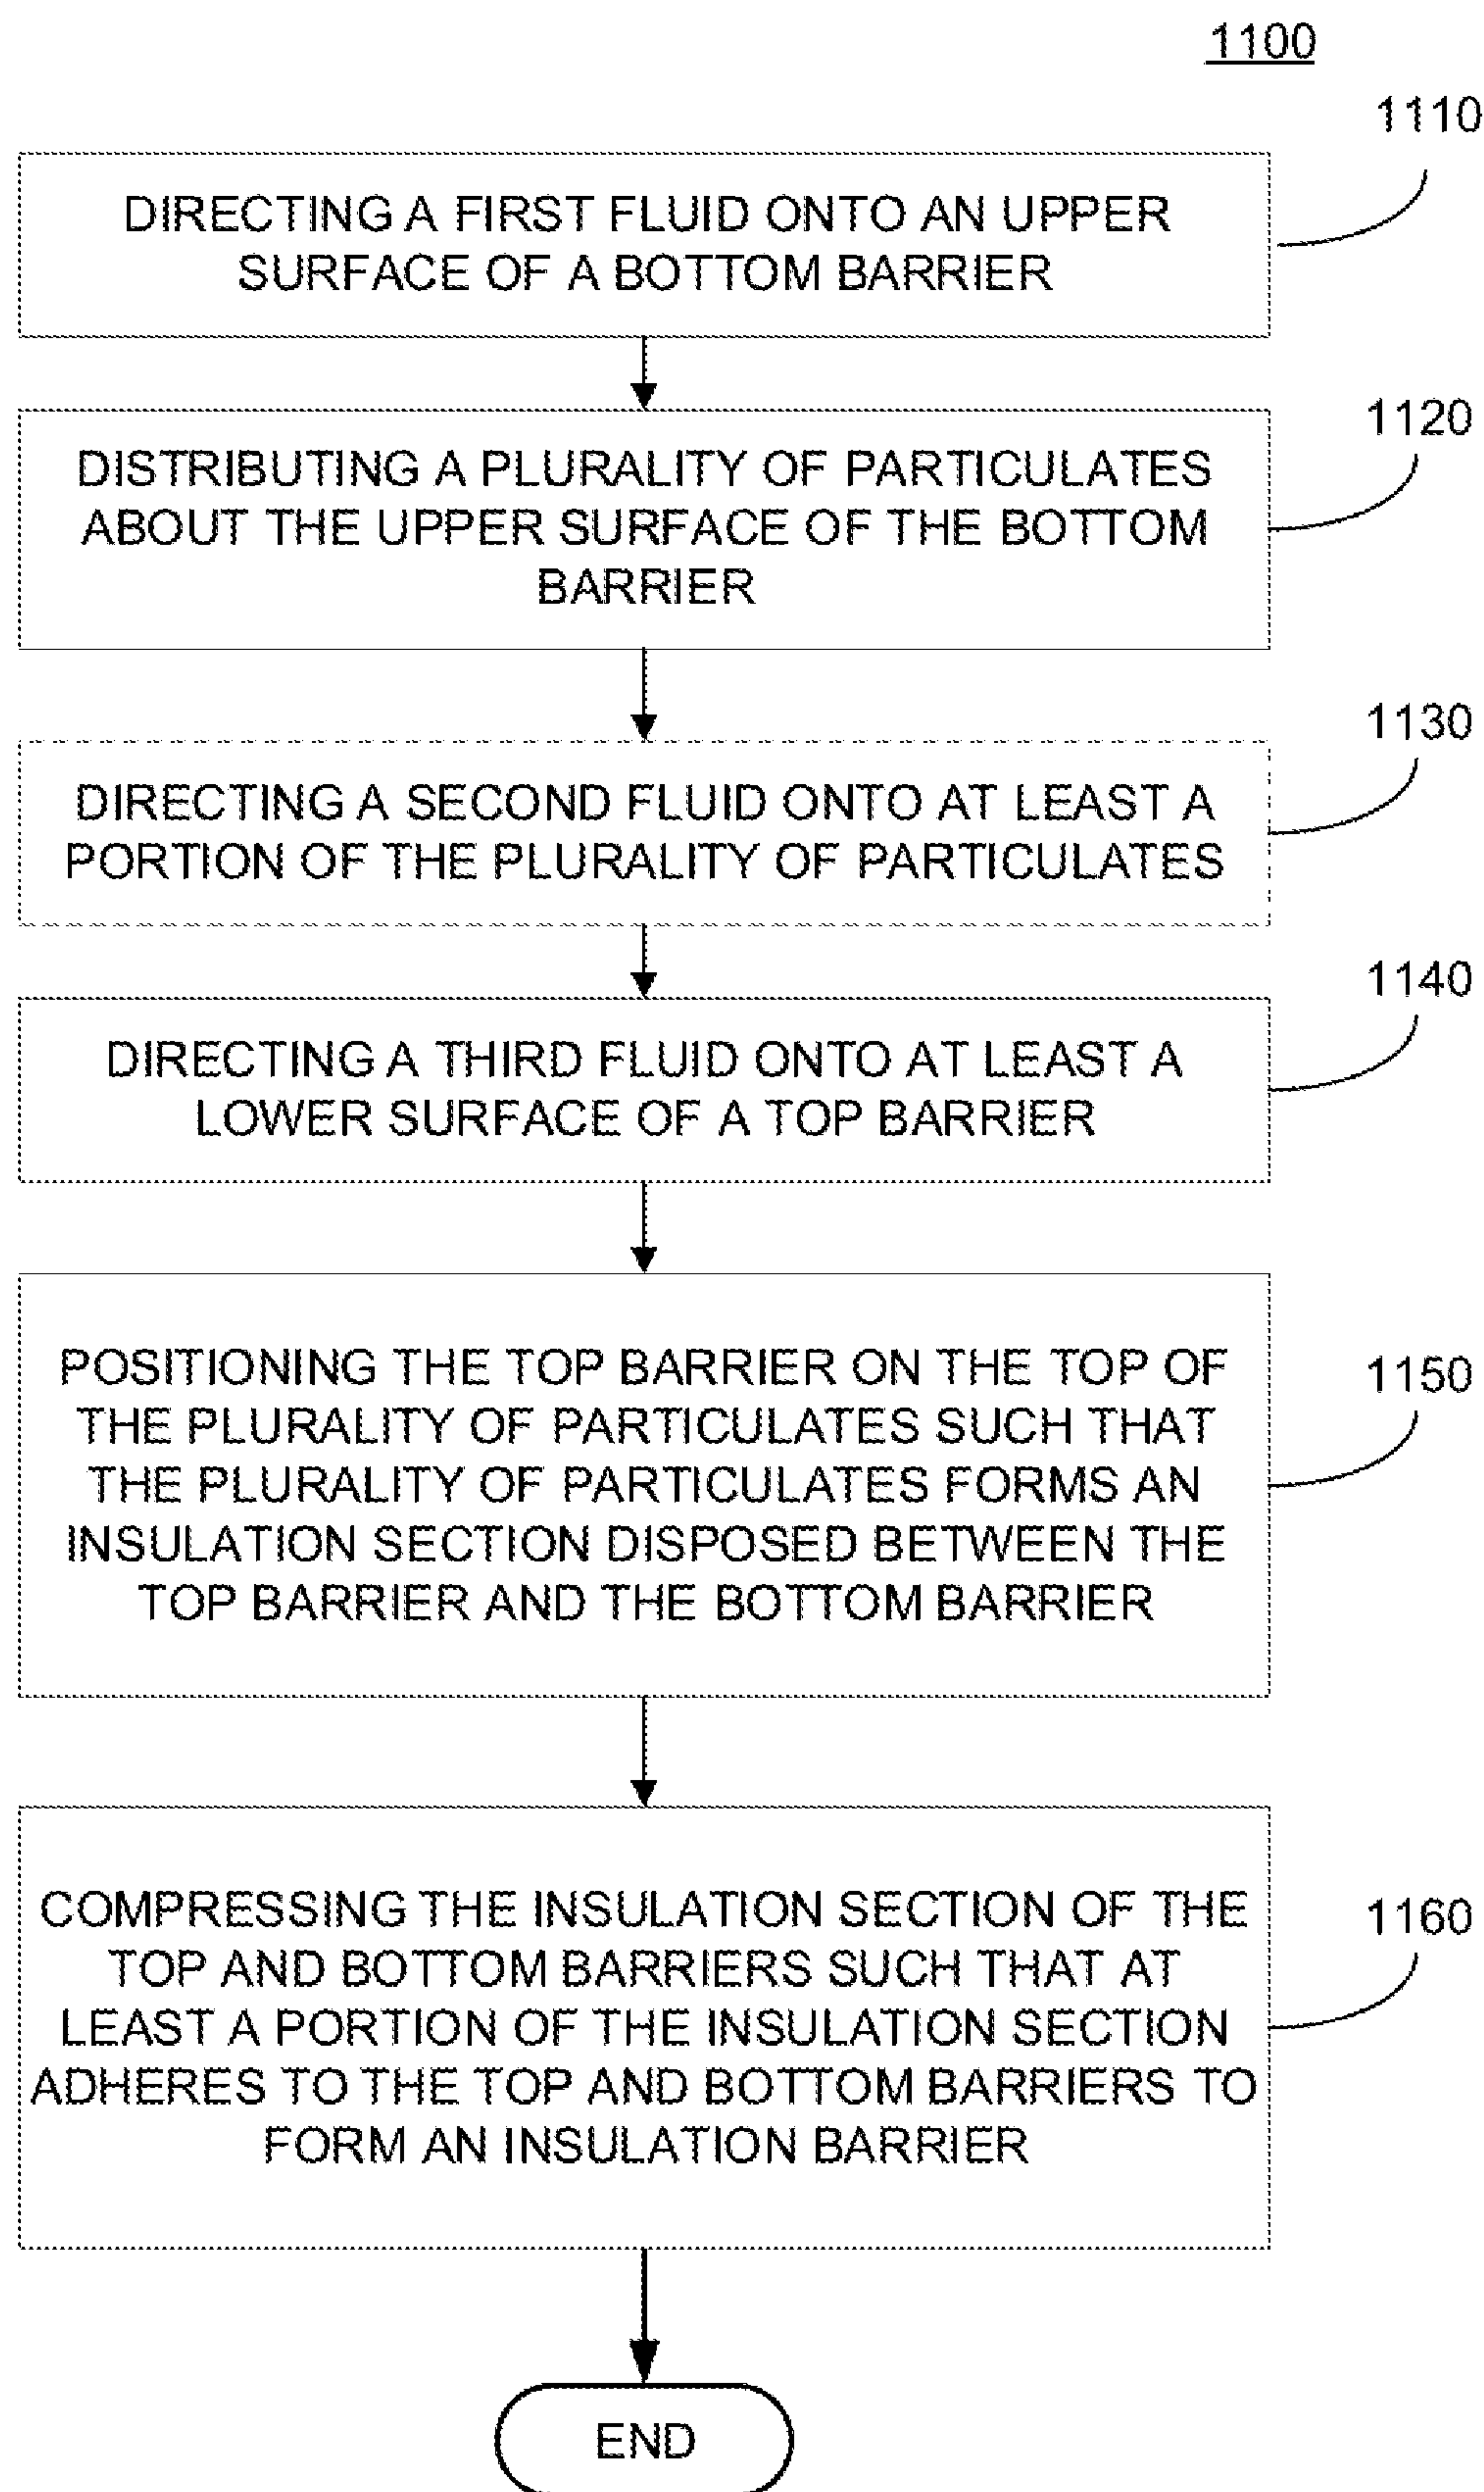 1100
1110
DIRECTING A FIRST FLUID ONTO AN UPPER
SURFACE OF A BOTTOM BARRIER
1120
DISTRIBUTING A PLURALITY OF PARTICULATES
ABOUT THE UPPER SURFACE OF THE BOTTOM
BARRIER
1130
DIRECTING A SECOND FLUID ONTO AT LEAST A
PORTION OF THE PLURALITY OF PARTICULATES
1140
DIRECTING A THIRD FLUID ONTO AT LEAST A
LOWER SURFACE OF A TOP BARRIER
1150
POSITIONING THE TOP BARRIER ON THE TOP OF
THE PLURALITY OF PARTICULATES SUCH THAT
THE PLURALITY OF PARTICULATES FORMS AN
INSULATION SECTION DISPOSED BETWEEN THE
TOP BARRIER AND THE BOTTOM BARRIER
1160
COMPRESSING THE INSULATION SECTION OF THE
TOP AND BOTTOM BARRIERS SUCH THAT AT
LEAST A PORTION OF THE INSULATION SECTION
ADHERES TO THE TOP AND BOTTOM BARRIERS TO
FORM AN INSULATION BARRIER
END